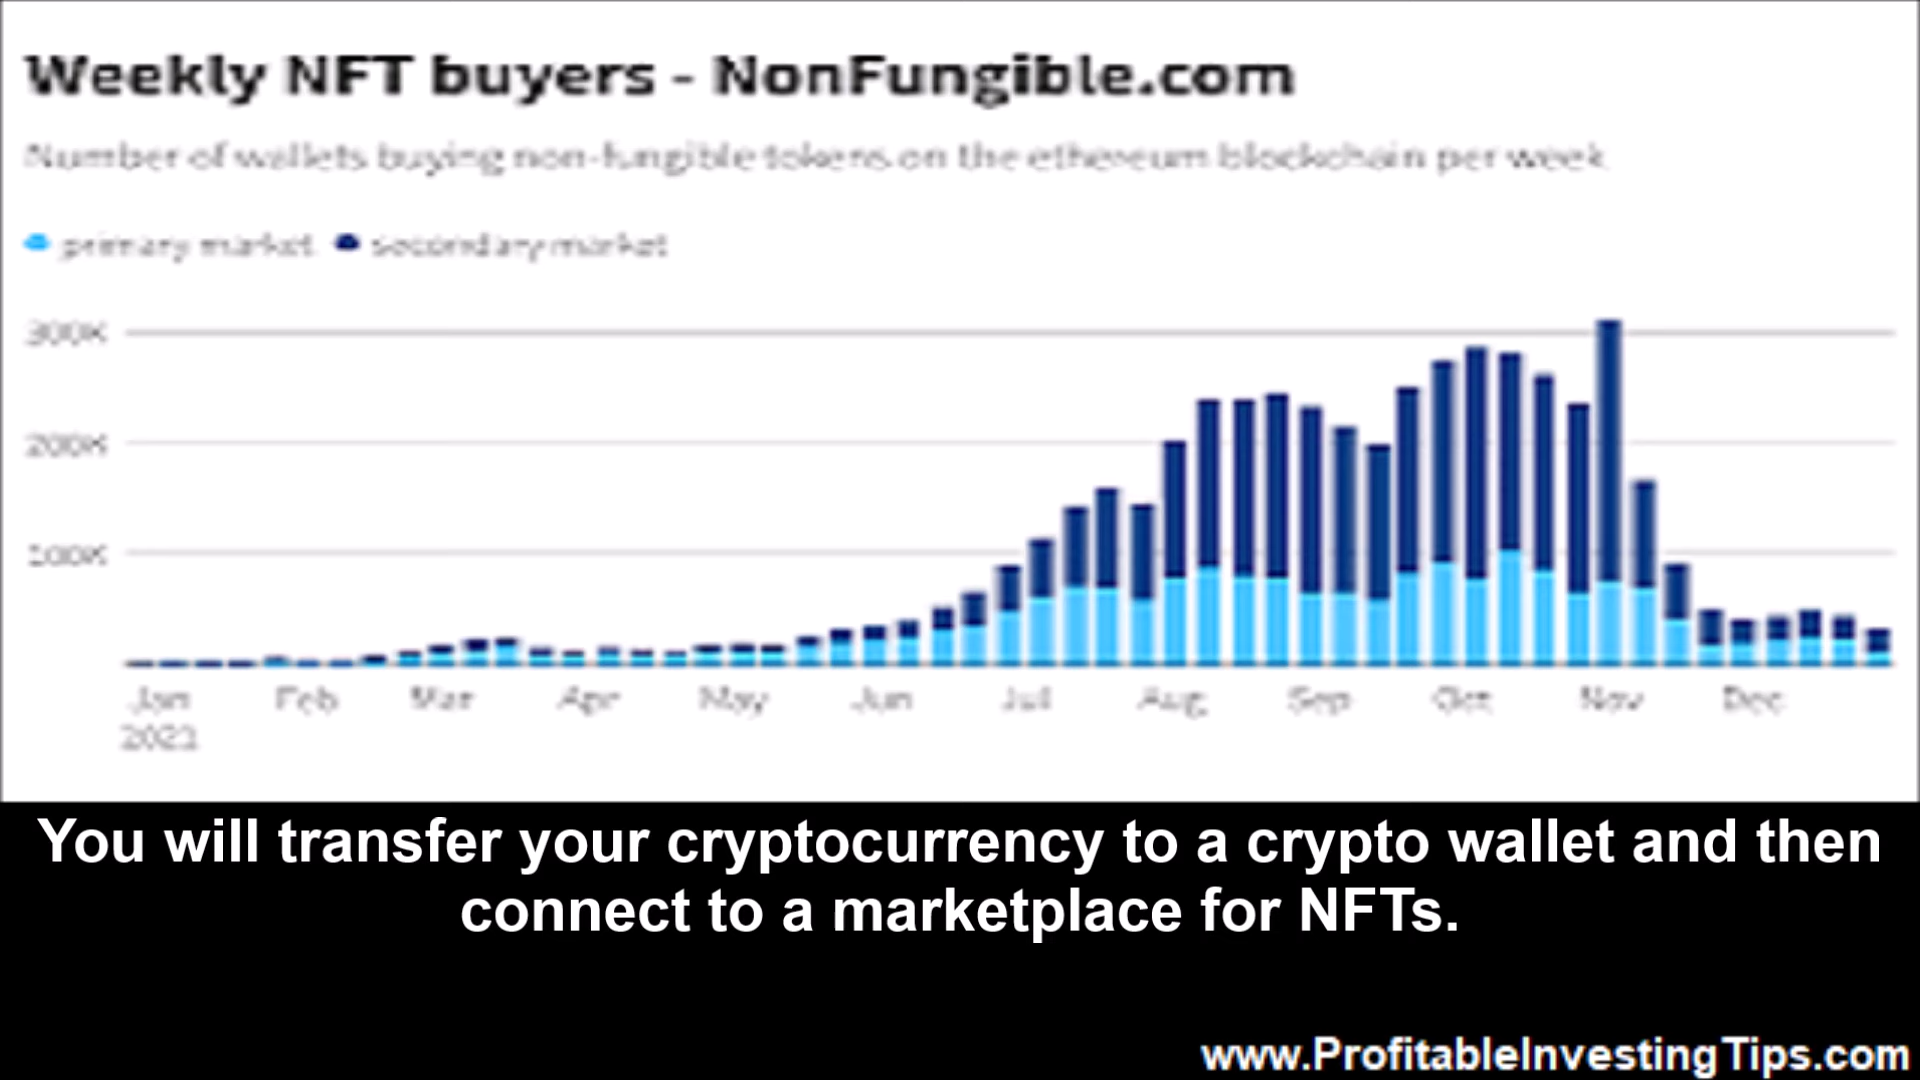 Weekly NFT buyers - NonFungible.com
Number of wallets buying non-fungible tokens on the ethereum blockchain per week
primary market secondary market
300K
200K
100K
Jan Feb Mar Apr May Jun Jul Aug Sep Oct Nov Dec
2021
You will transfer your cryptocurrency to a crypto wallet and then
connect to a marketplace for NFTs.
www.ProfitableInvestingTips.com